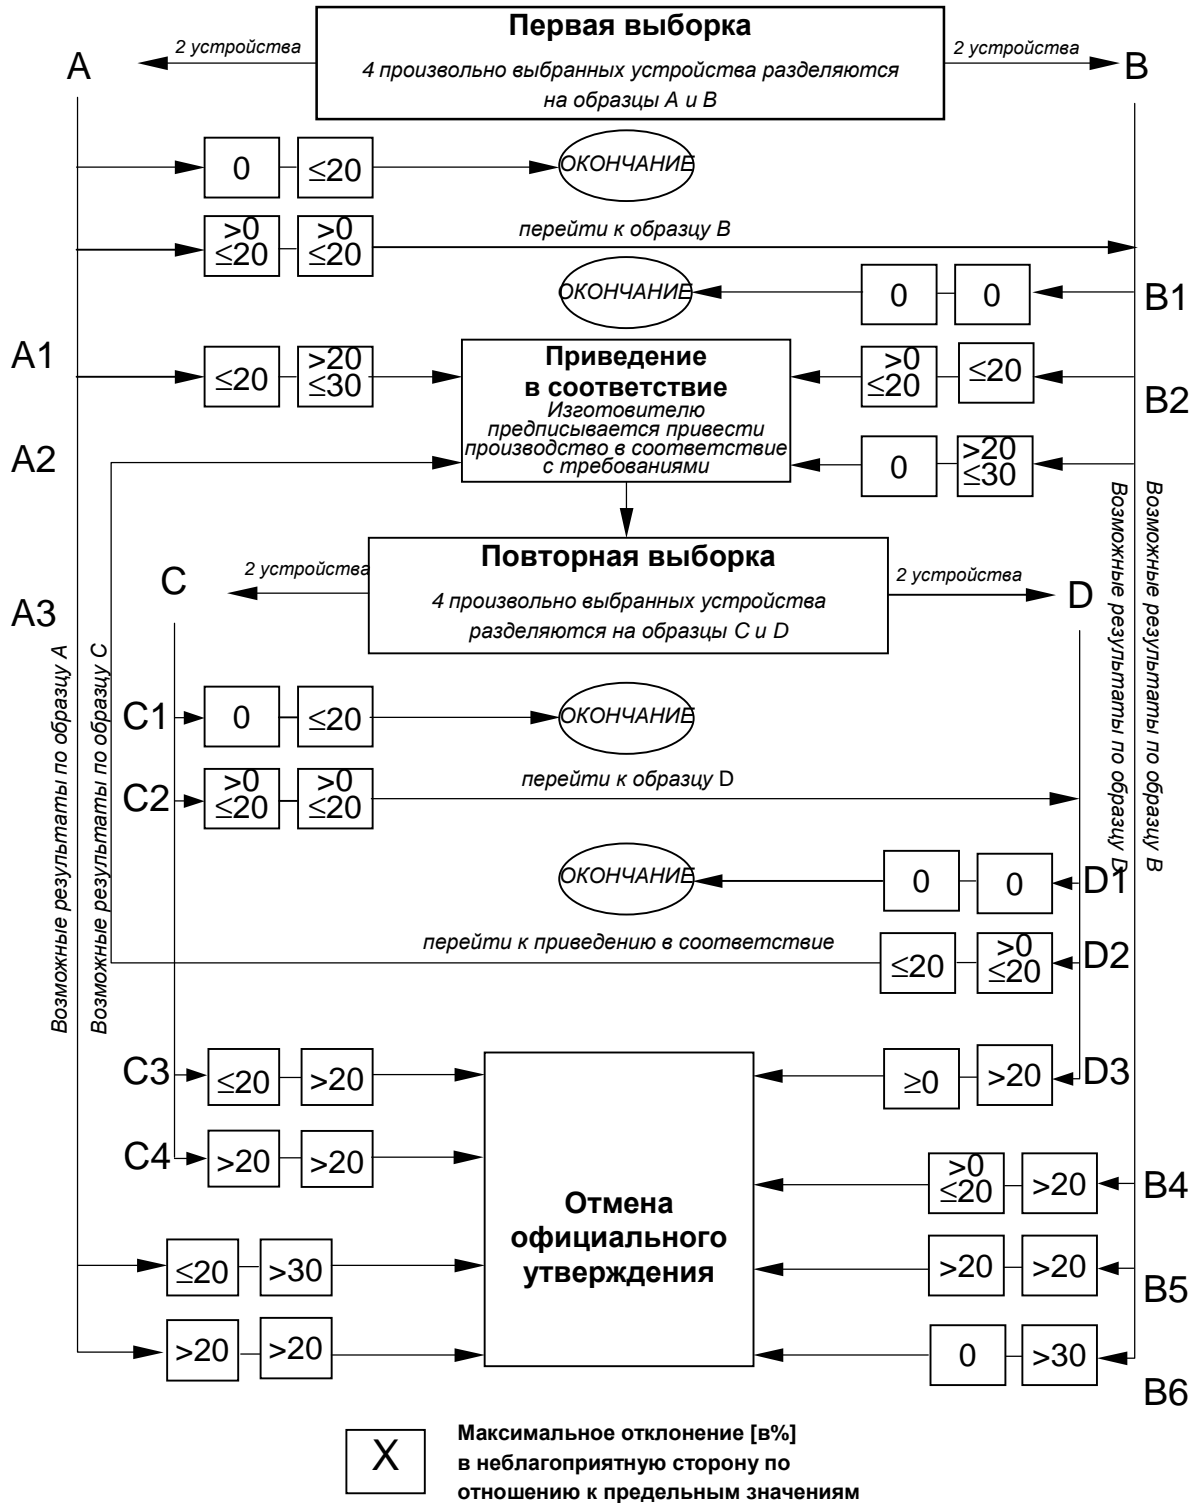 Первая выборка
A
2 устройства
2 устройства
B
4 произвольно выбранных устройства разделяются
на образцы А и В
0
≤20
ОКОНЧАНИЕ
>0
≤20
>0
≤20
перейти к образцу В
ОКОНЧАНИЕ
0
0
B1
A1
≤20
>20
≤30
Приведение
в соответствие
Изготовителю
предписывается привести
производство в соответствие
с требованиями
>0
≤20
≤20
B2
A2
0
>20
≤30
Повторная выборка
C
2 устройства
2 устройства
D
4 произвольно выбранных устройства
разделяются на образцы С и D
A3
Возможные результаты по образцу А
Возможные результаты по образцу С
Возможные результаты по образцу D
Возможные результаты по образцу В
C1
0
≤20
ОКОНЧАНИЕ
C2
>0
≤20
>0
≤20
перейти к образцу D
ОКОНЧАНИЕ
0
0
D1
перейти к приведению в соответствие
≤20
>0
≤20
D2
C3
≤20
>20
≥0
>20
D3
C4
>20
>20
>0
≤20
>20
B4
Отмена
официального
утверждения
≤20
>30
>20
>20
B5
>20
>20
0
>30
B6
X
Максимальное отклонение [в%]
в неблагоприятную сторону по
отношению к предельным значениям